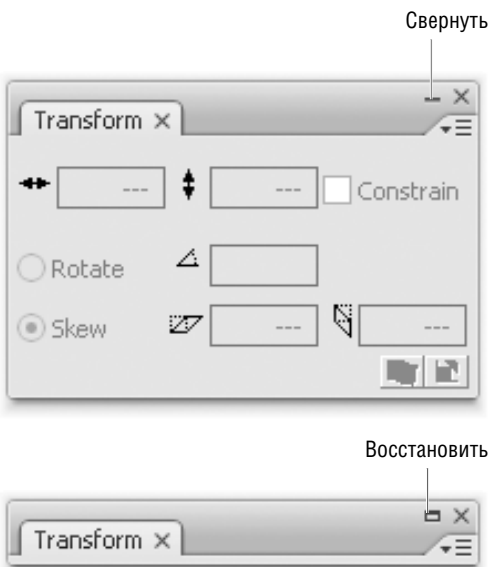 Свернуть
Transform
--- --- Constrain
Rotate
Skew --- ---
Восстановить
Transform